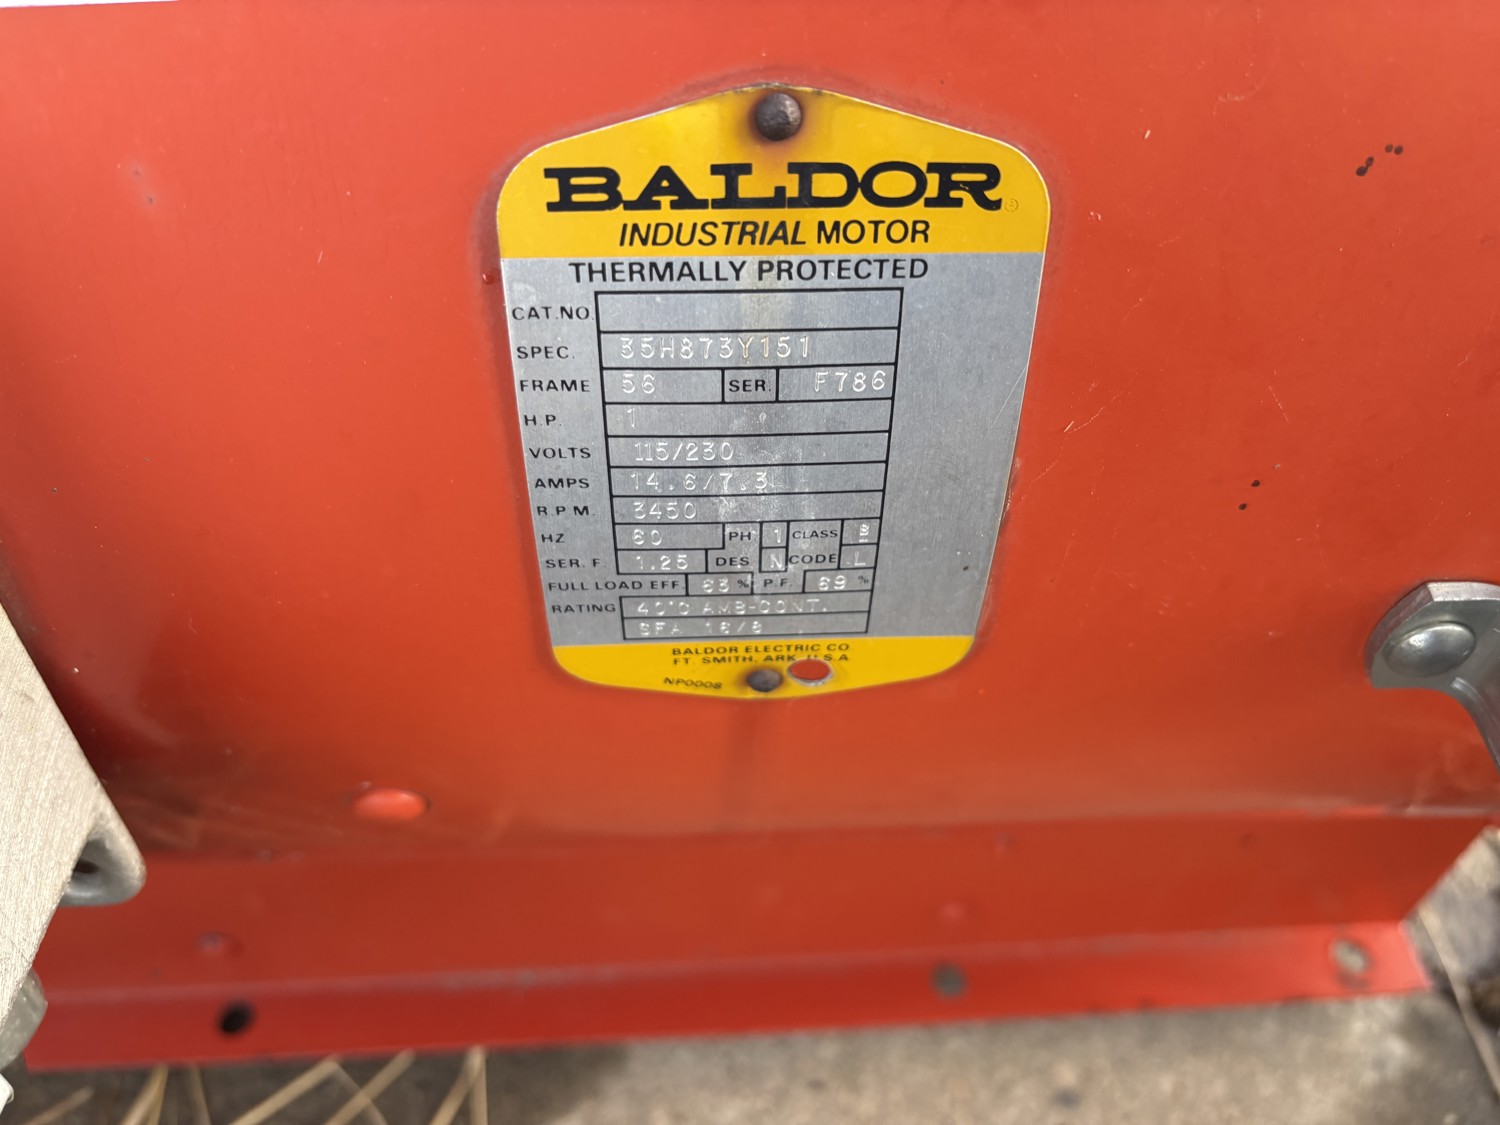 BALDOR
INDUSTRIAL MOTOR
THERMALLY PROTECTED
CAT.NO.
SPEC. 35H873Y151
FRAME 56 SER. F786
H.P. 1
VOLTS 115/230
AMPS 14.6/7.3
R.P.M. 3450
HZ 60 PH 1 CLASS B
SER. F. 1.25 DES N CODE L
FULL LOAD EFF. 63 % P.F. 69 %
RATING 40°C AMB-CONT.
SFA 16/8
BALDOR ELECTRIC CO.
FT. SMITH, ARK. U.S.A.
NP0008